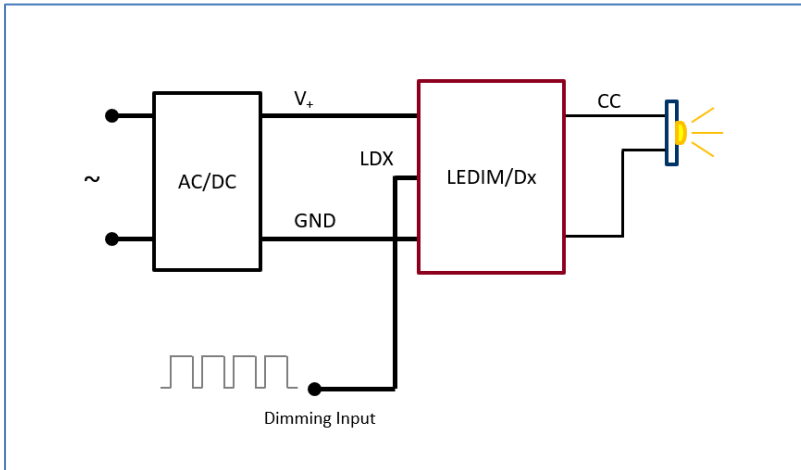 V+
CC
LDX
~
AC/DC
LEDIM/Dx
GND
Dimming Input